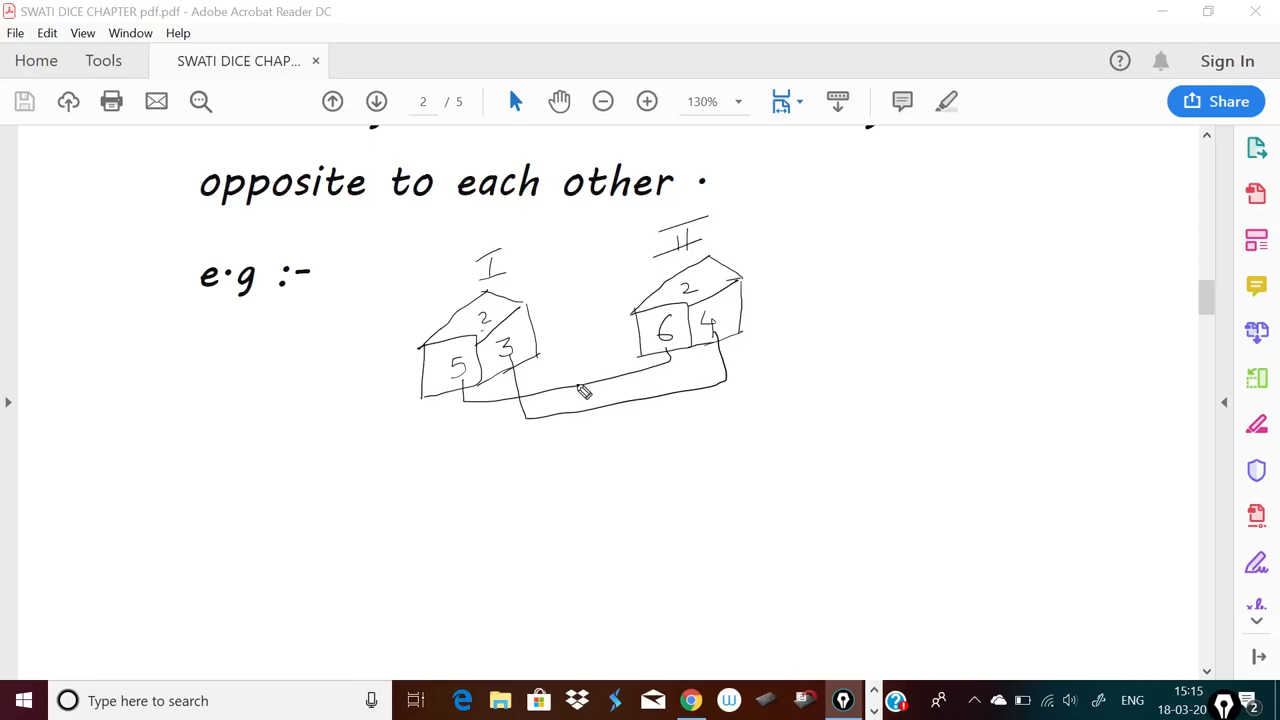 SWATI DICE CHAPTER pdf.pdf - Adobe Acrobat Reader DC
File Edit View Window Help
Home Tools SWATI DICE CHAP... × Sign In
2 / 5 130% Share
opposite to each other .
e.g :-
I II
2 2
5 3 6 4
Type here to search
ENG 15:15
18-03-20 2